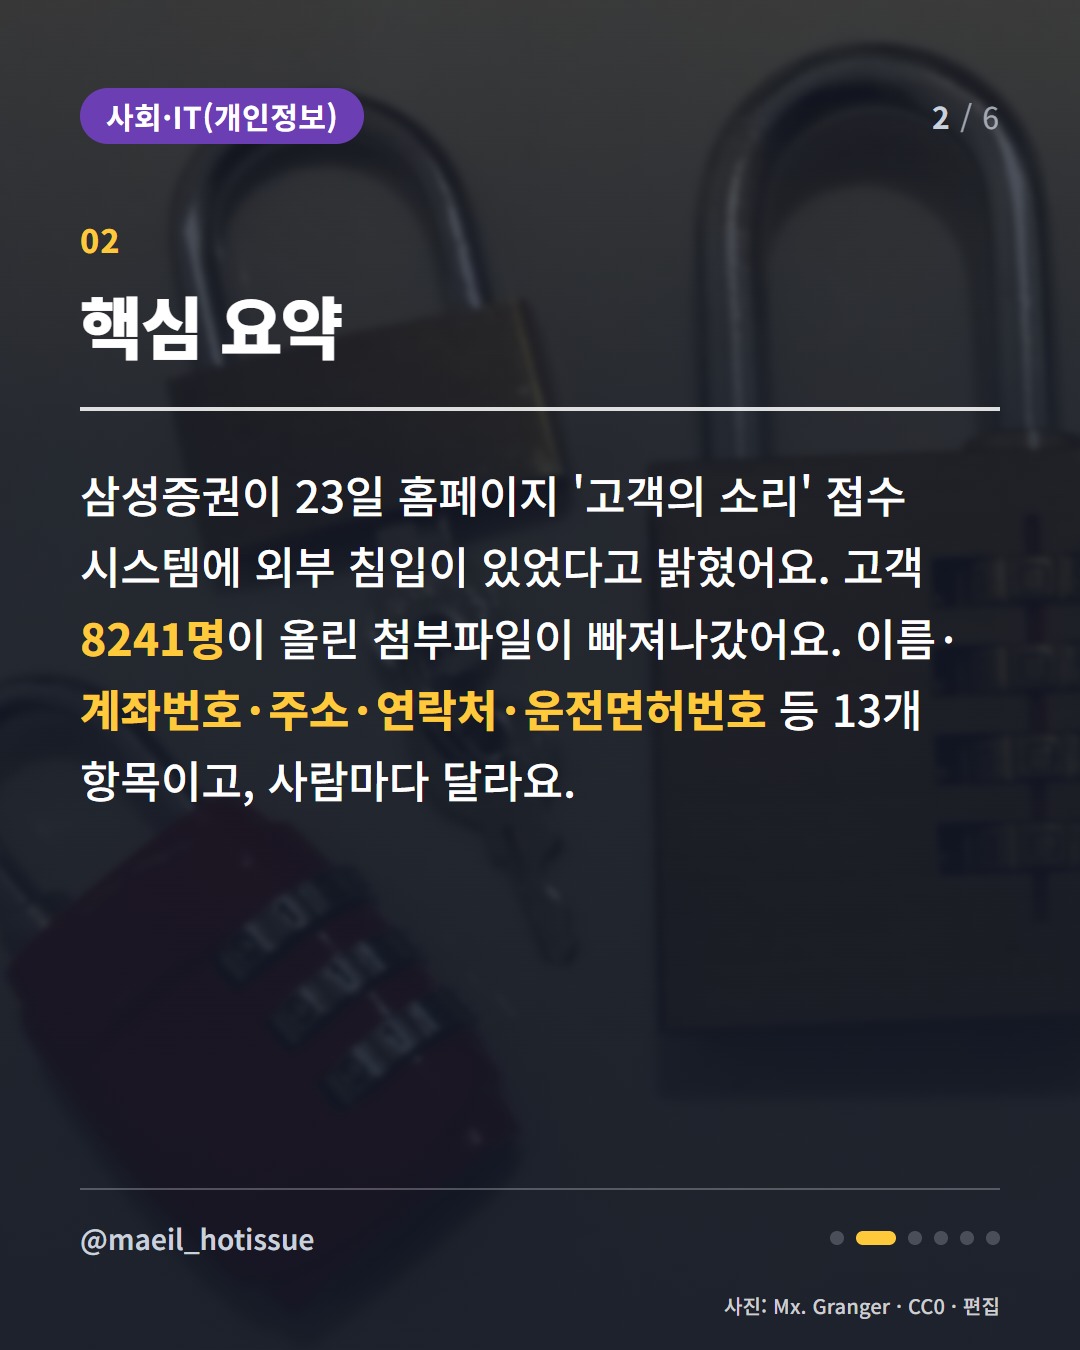 사회·IT(개인정보)
2 / 6
02
핵심 요약
삼성증권이 23일 홈페이지 '고객의 소리' 접수
시스템에 외부 침입이 있었다고 밝혔어요. 고객
8241명이 올린 첨부파일이 빠져나갔어요. 이름·
계좌번호·주소·연락처·운전면허번호 등 13개
항목이고, 사람마다 달라요.
@maeil_hotissue
사진: Mx. Granger · CC0 · 편집